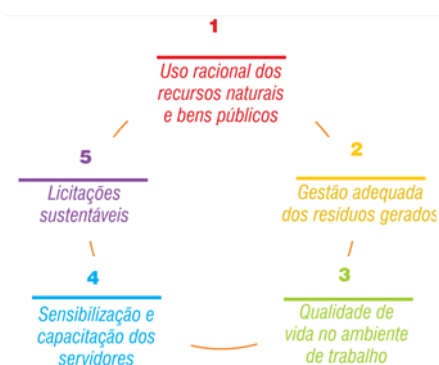 1
Uso racional dos
recursos naturais
e bens públicos
2
Gestão adequada
dos resíduos gerados
3
Qualidade de
vida no ambiente
de trabalho
4
Sensibilização e
capacitação dos
servidores
5
Licitações
sustentáveis